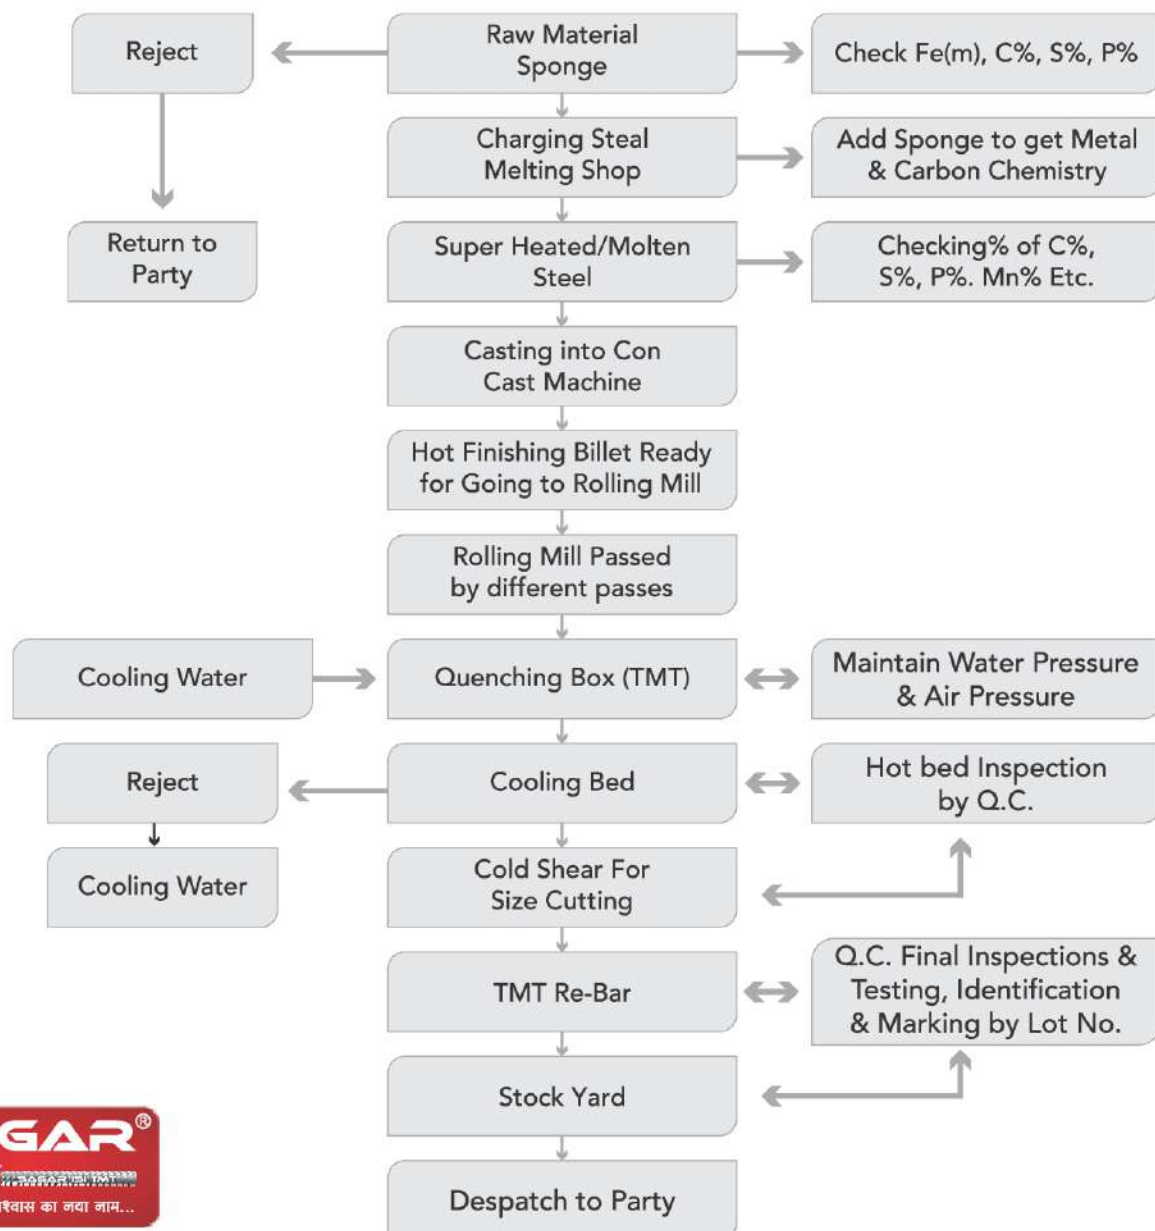 Reject
Raw Material
Sponge
Check Fe(m), C%, S%, P%
Charging Steal
Melting Shop
Add Sponge to get Metal
& Carbon Chemistry
Return to
Party
Super Heated/Molten
Steel
Checking% of C%,
S%, P%. Mn% Etc.
Casting into Con
Cast Machine
Hot Finishing Billet Ready
for Going to Rolling Mill
Rolling Mill Passed
by different passes
Cooling Water
Quenching Box (TMT)
Maintain Water Pressure
& Air Pressure
Reject
Cooling Bed
Hot bed Inspection
by Q.C.
Cooling Water
Cold Shear For
Size Cutting
TMT Re-Bar
Q.C. Final Inspections &
Testing, Identification
& Marking by Lot No.
Stock Yard
GAR®
SAGAR ISI TMT
का नया नाम...
Despatch to Party